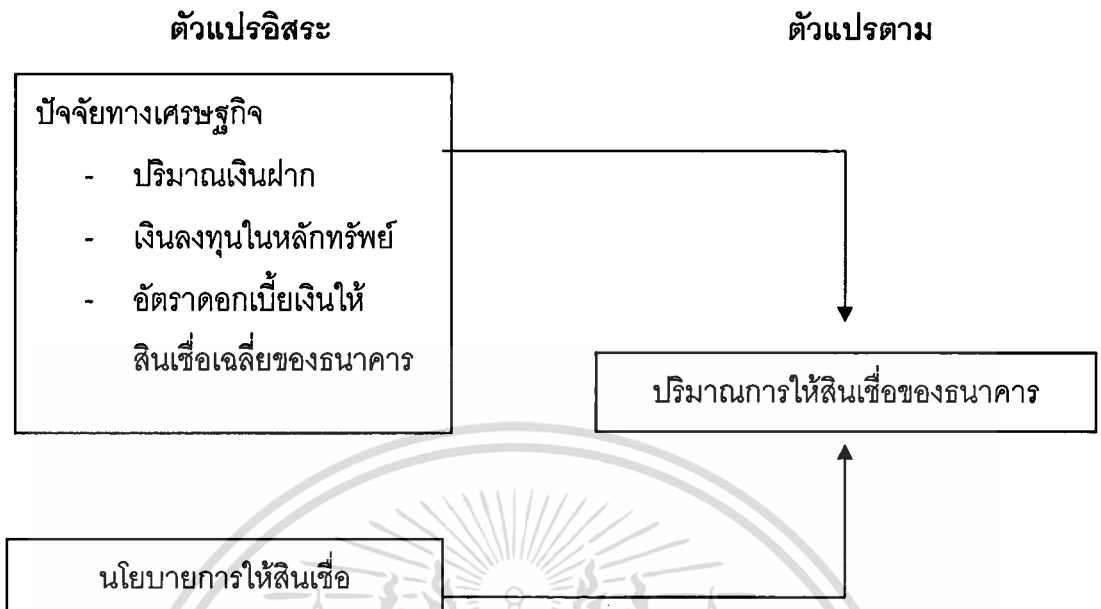 ตัวแปรอิสระ
ตัวแปรตาม
ปัจจัยทางเศรษฐกิจ
- ปริมาณเงินฝาก
- เงินลงทุนในหลักทรัพย์
- อัตราดอกเบี้ยเงินให้
สินเชื่อเฉลี่ยของธนาคาร
ปริมาณการให้สินเชื่อของธนาคาร
นโยบายการให้สินเชื่อ